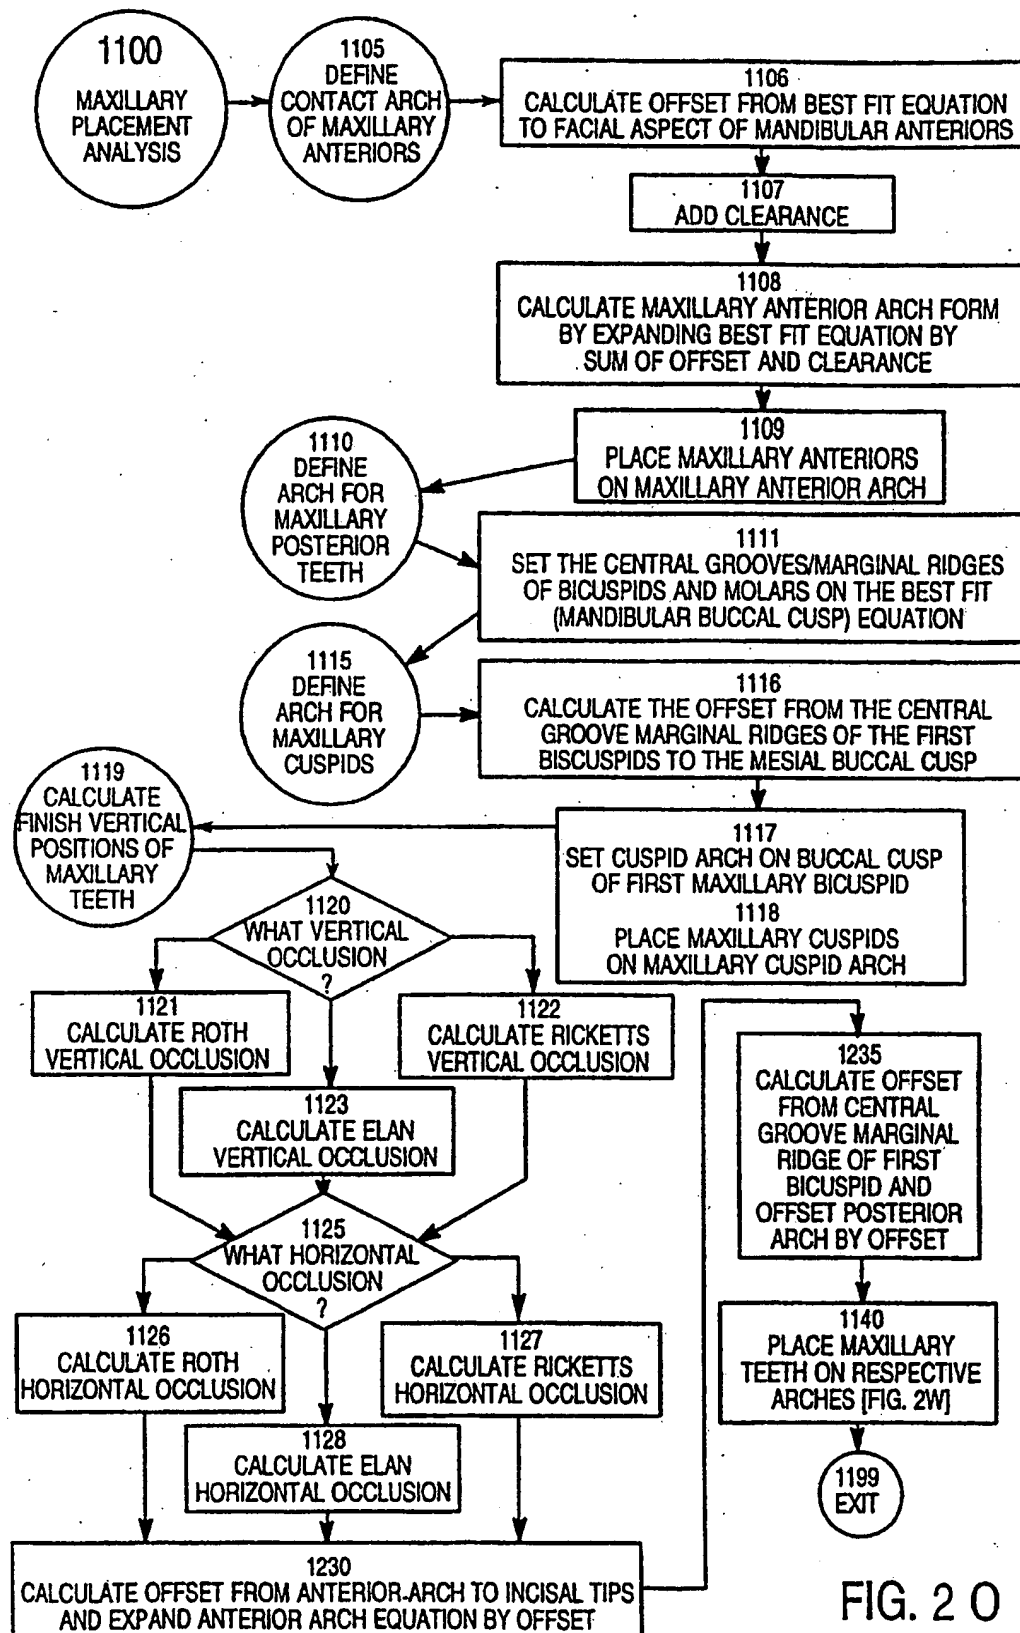 1100
MAXILLARY
PLACEMENT
ANALYSIS
1105
DEFINE
CONTACT ARCH
OF MAXILLARY
ANTERIORS
1106
CALCULATE OFFSET FROM BEST FIT EQUATION
TO FACIAL ASPECT OF MANDIBULAR ANTERIORS
1107
ADD CLEARANCE
1108
CALCULATE MAXILLARY ANTERIOR ARCH FORM
BY EXPANDING BEST FIT EQUATION BY
SUM OF OFFSET AND CLEARANCE
1109
PLACE MAXILLARY ANTERIORS
ON MAXILLARY ANTERIOR ARCH
1110
DEFINE
ARCH FOR
MAXILLARY
POSTERIOR
TEETH
1111
SET THE CENTRAL GROOVES/MARGINAL RIDGES
OF BICUSPIDS AND MOLARS ON THE BEST FIT
(MANDIBULAR BUCCAL CUSP) EQUATION
1115
DEFINE
ARCH FOR
MAXILLARY
CUSPIDS
1116
CALCULATE THE OFFSET FROM THE CENTRAL
GROOVE MARGINAL RIDGES OF THE FIRST
BISCUSPIDS TO THE MESIAL BUCCAL CUSP
1117
SET CUSPID ARCH ON BUCCAL CUSP
OF FIRST MAXILLARY BICUSPID
1118
PLACE MAXILLARY CUSPIDS
ON MAXILLARY CUSPID ARCH
1119
CALCULATE
FINISH VERTICAL
POSITIONS OF
MAXILLARY
TEETH
1120
WHAT VERTICAL
OCCLUSION
?
1121
CALCULATE ROTH
VERTICAL OCCLUSION
1122
CALCULATE RICKETTS
VERTICAL OCCLUSION
1123
CALCULATE ELAN
VERTICAL OCCLUSION
1125
WHAT HORIZONTAL
OCCLUSION
?
1126
CALCULATE ROTH
HORIZONTAL OCCLUSION
1127
CALCULATE RICKETTS
HORIZONTAL OCCLUSION
1128
CALCULATE ELAN
HORIZONTAL OCCLUSION
1230
CALCULATE OFFSET FROM ANTERIOR-ARCH TO INCISAL TIPS
AND EXPAND ANTERIOR ARCH EQUATION BY OFFSET
1235
CALCULATE OFFSET
FROM CENTRAL
GROOVE MARGINAL
RIDGE OF FIRST
BICUSPID AND
OFFSET POSTERIOR
ARCH BY OFFSET
1140
PLACE MAXILLARY
TEETH ON RESPECTIVE
ARCHES [FIG. 2W]
1199
EXIT
FIG. 2 O